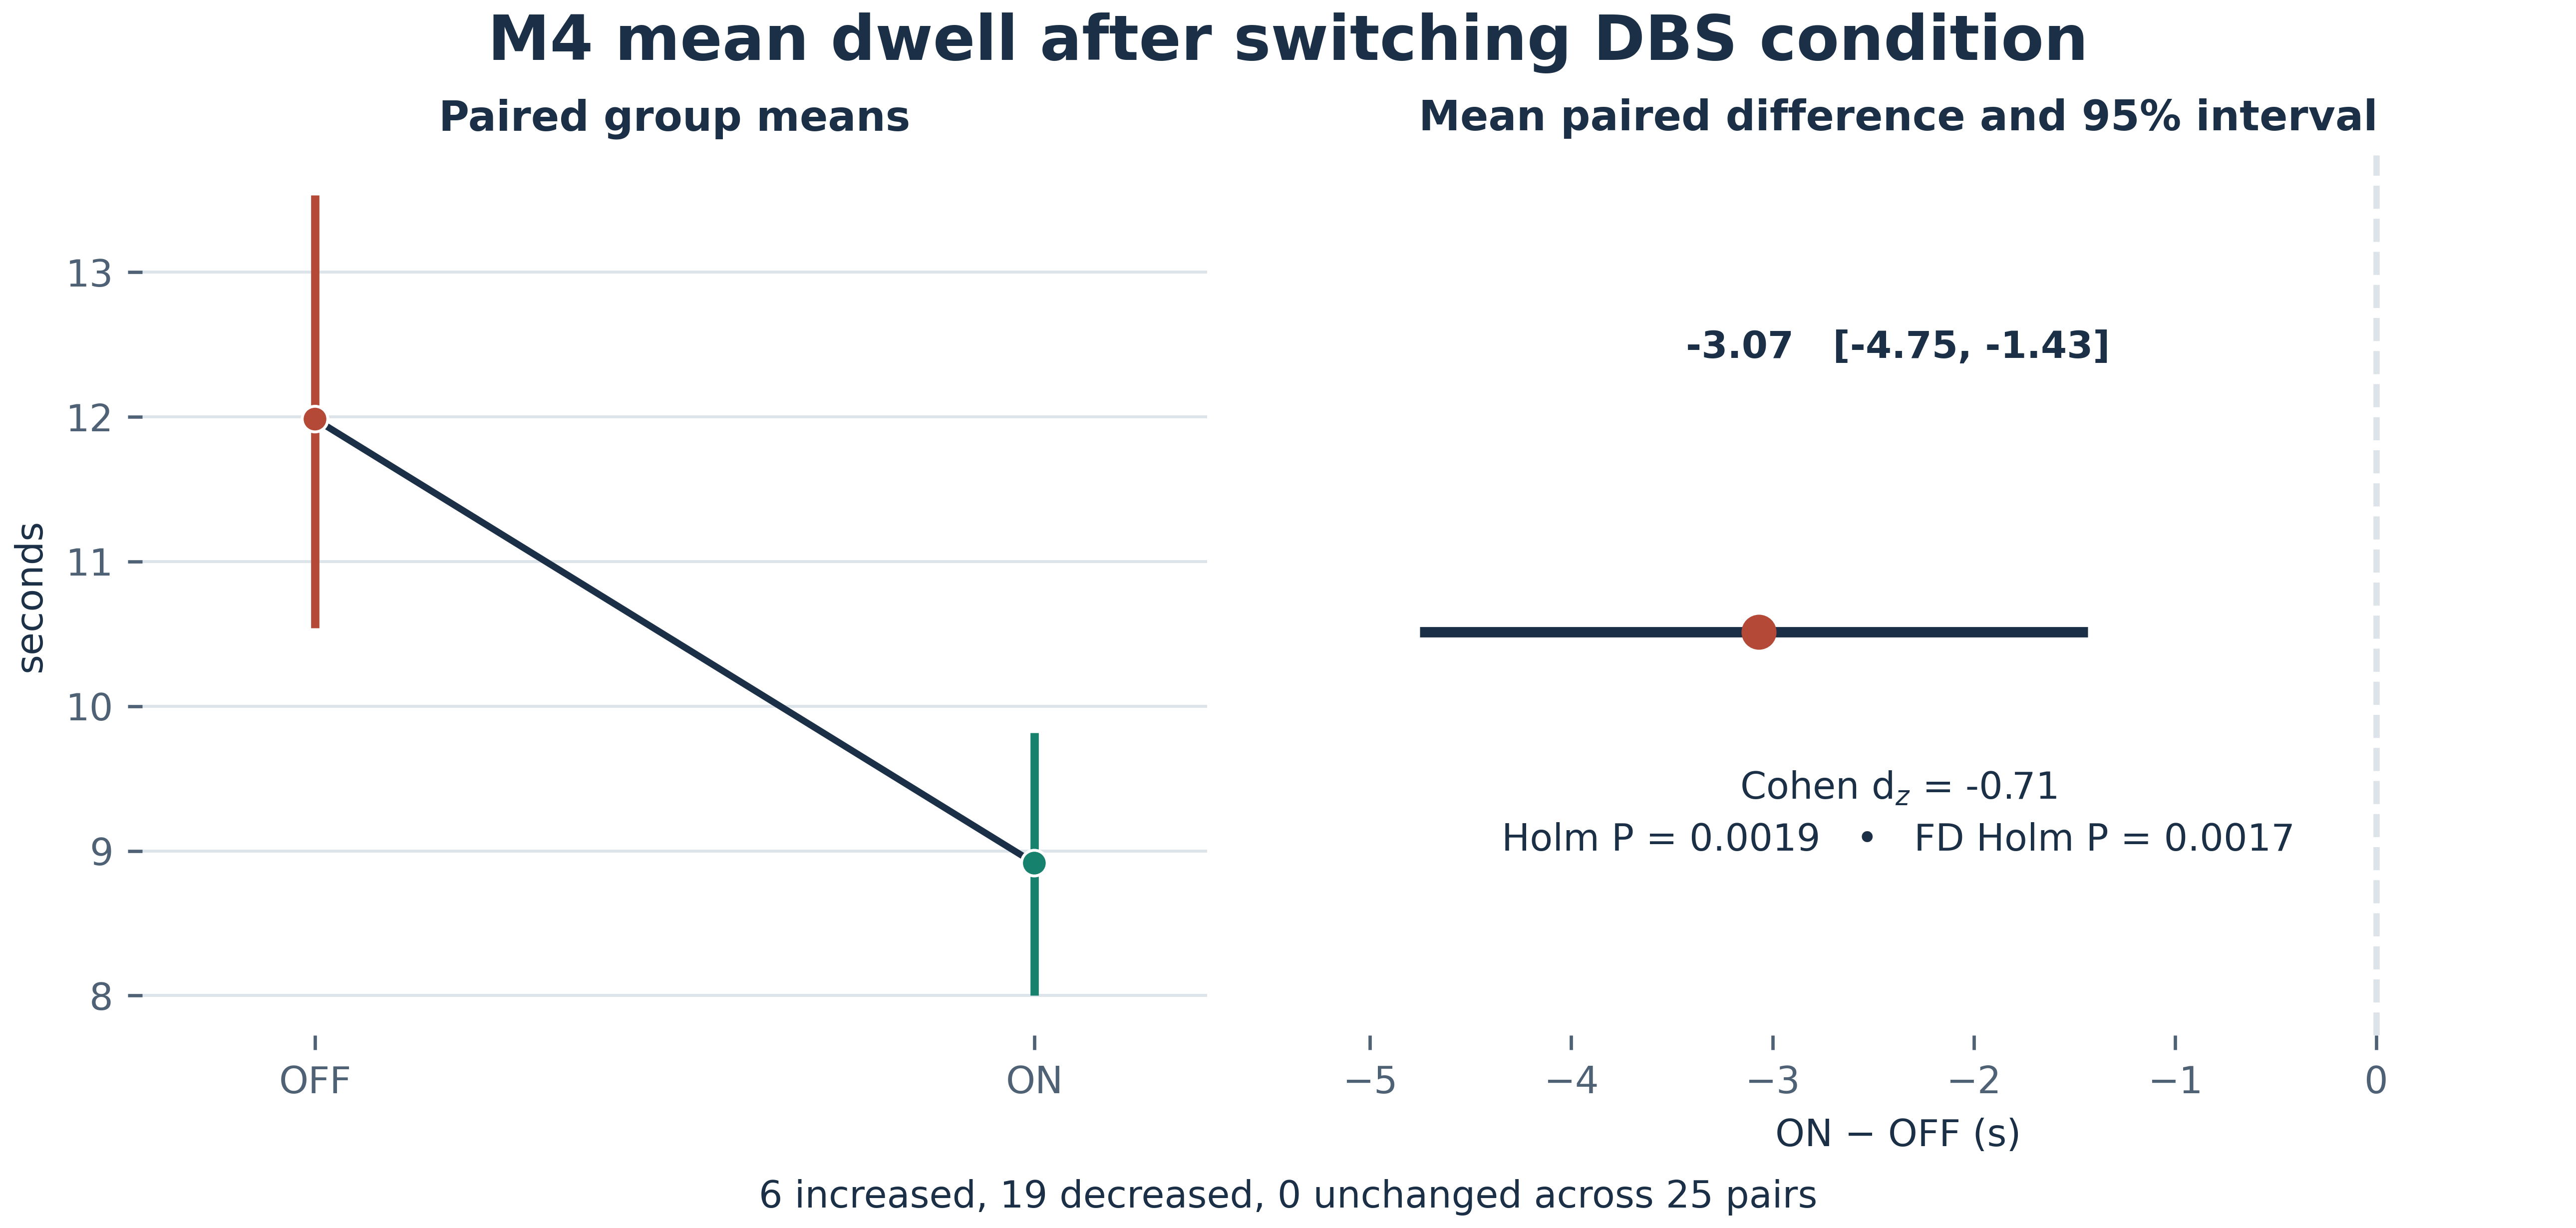 M4 mean dwell after switching DBS condition
Paired group means
seconds
13
12
11
10
9
8
OFF
ON
Mean paired difference and 95% interval
-3.07 [-4.75, -1.43]
Cohen dz = -0.71
Holm P = 0.0019 • FD Holm P = 0.0017
−5 −4 −3 −2 −1 0
ON − OFF (s)
6 increased, 19 decreased, 0 unchanged across 25 pairs